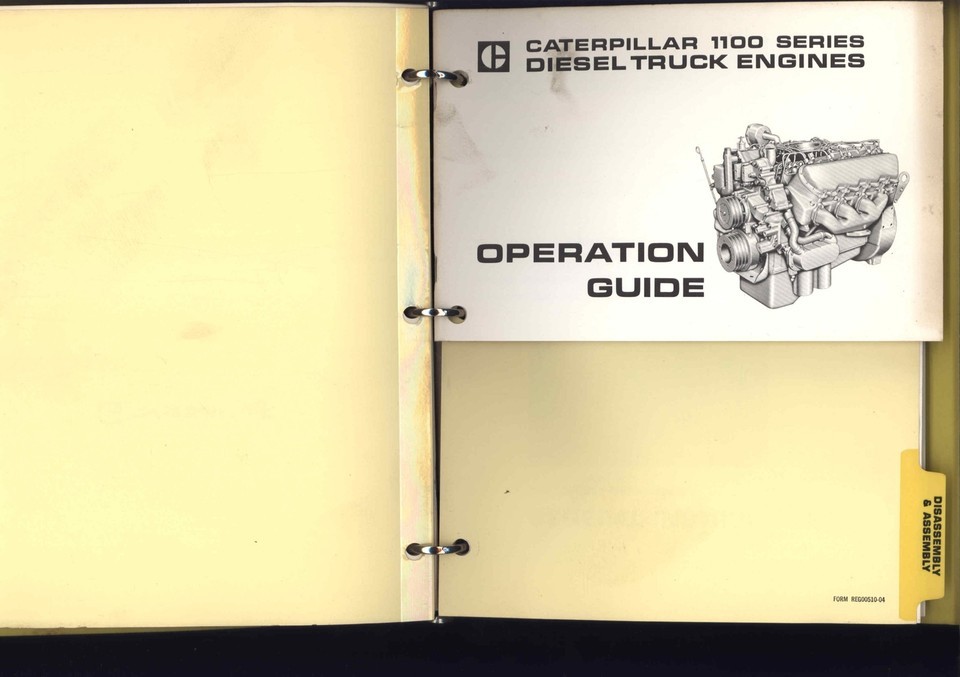 CATERPILLAR 1100 SERIES
DIESEL TRUCK ENGINES
OPERATION
GUIDE
DISASSEMBLY
& ASSEMBLY
FORM REG00510-04